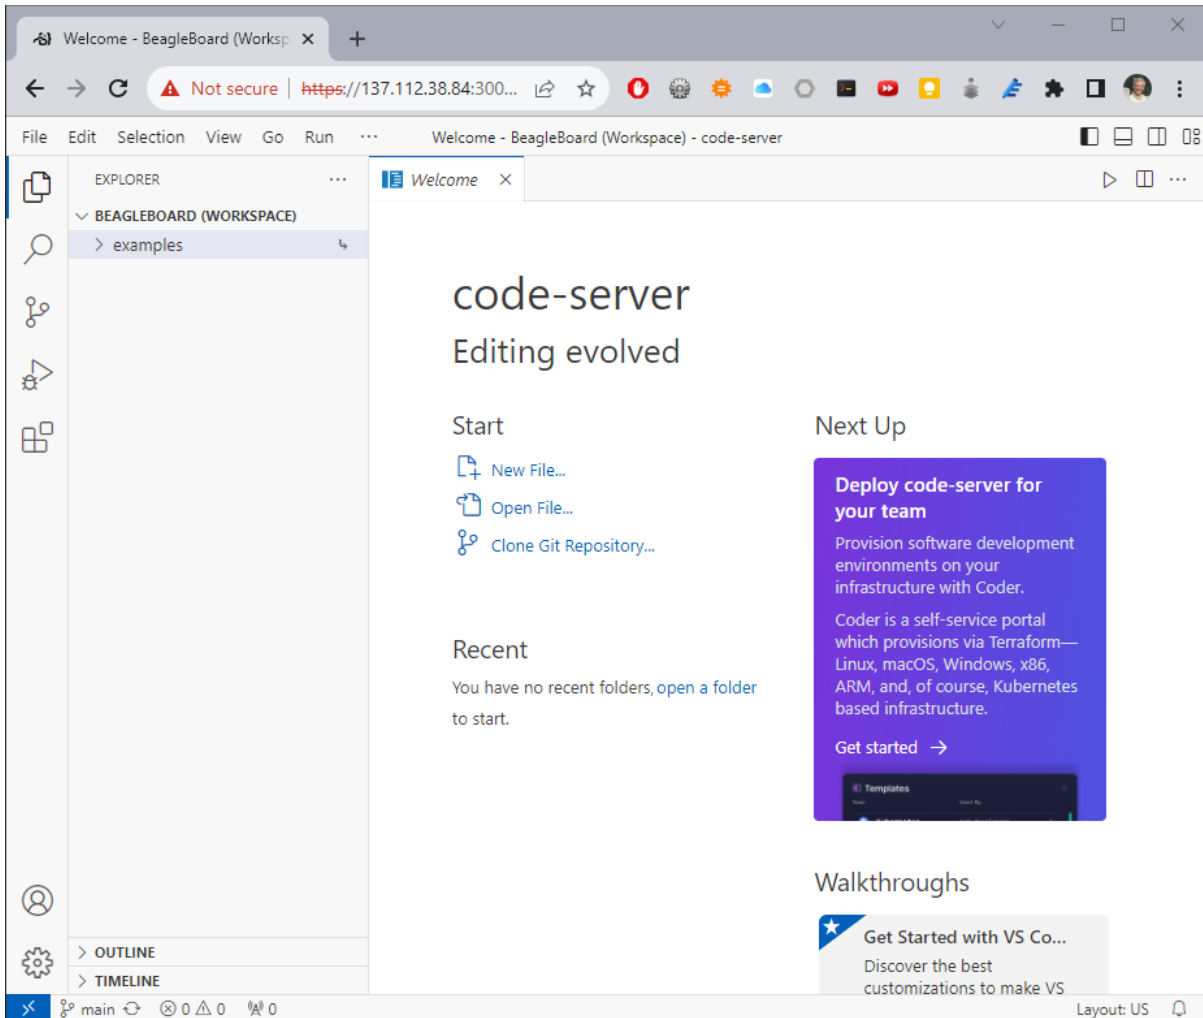 Welcome - BeagleBoard (Worksp
Not secure | https://137.112.38.84:300...
File Edit Selection View Go Run ··· Welcome - BeagleBoard (Workspace) - code-server
EXPLORER ···
Welcome
BEAGLEBOARD (WORKSPACE)
examples
code-server
Editing evolved
Start
New File...
Open File...
Clone Git Repository...
Recent
You have no recent folders, open a folder
to start.
Next Up
Deploy code-server for
your team
Provision software development
environments on your
infrastructure with Coder.
Coder is a self-service portal
which provisions via Terraform—
Linux, macOS, Windows, x86,
ARM, and, of course, Kubernetes
based infrastructure.
Get started →
Templates
Walkthroughs
Get Started with VS Co...
Discover the best
customizations to make VS
OUTLINE
TIMELINE
main 0 0 0 Layout: US